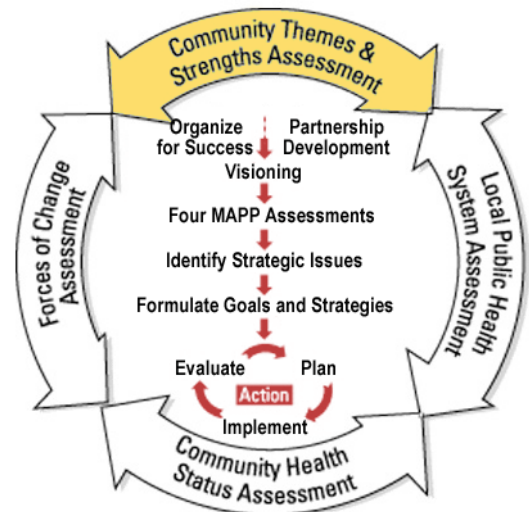 Community Themes &
Strengths Assessment
Organize
for Success
Partnership
Development
Visioning
Four MAPP Assessments
Identify Strategic Issues
Formulate Goals and Strategies
Evaluate
Plan
Action
Implement
Forces of Change
Assessment
Local Public Health
System Assessment
Community Health
Status Assessment